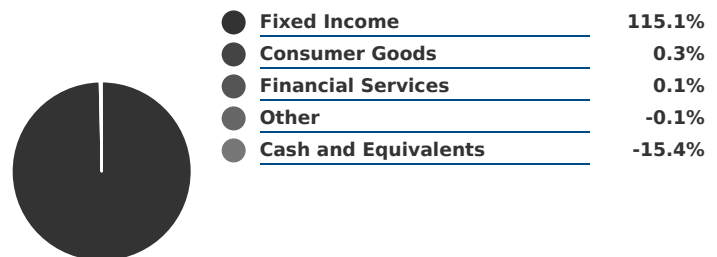 Fixed Income 115.1%
Consumer Goods 0.3%
Financial Services 0.1%
Other -0.1%
Cash and Equivalents -15.4%